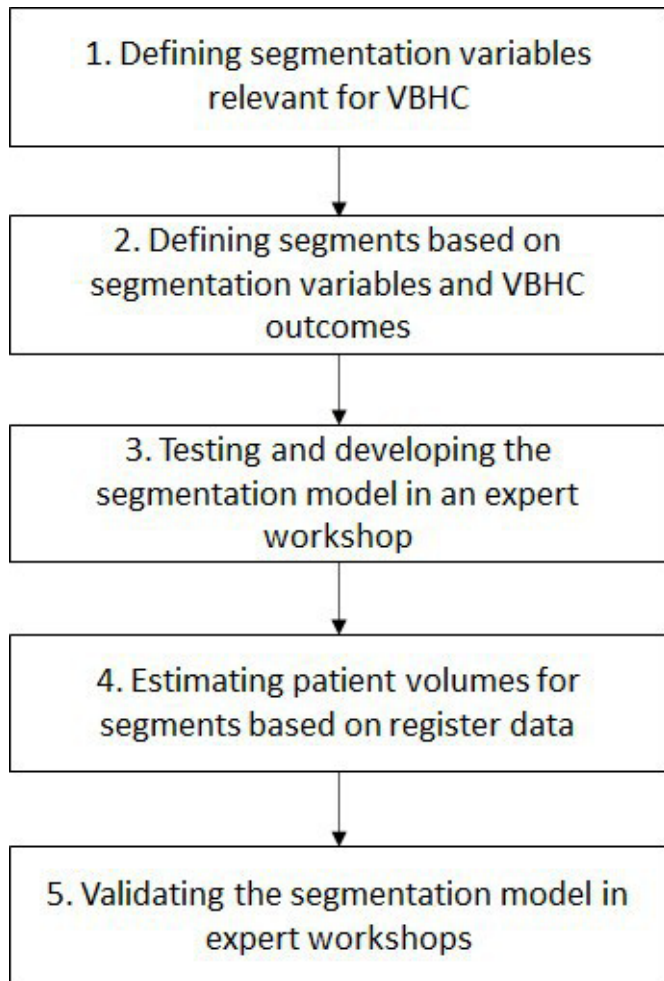 1. Defining segmentation variables
relevant for VBHC
2. Defining segments based on
segmentation variables and VBHC
outcomes
3. Testing and developing the
segmentation model in an expert
workshop
4. Estimating patient volumes for
segments based on register data
5. Validating the segmentation model in
expert workshops